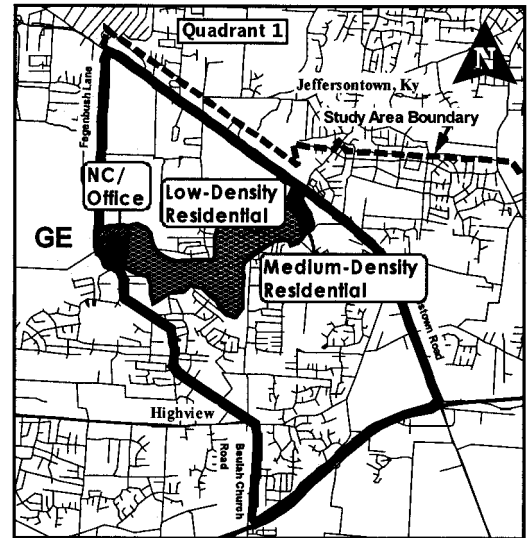 Quadrant 1
N
Jeffersontown, Ky
Study Area Boundary
Fegenbush Lane
NC/
Office
Low-Density
Residential
GE
Medium-Density
Residential
Road
Highview
Beulah Church
Road